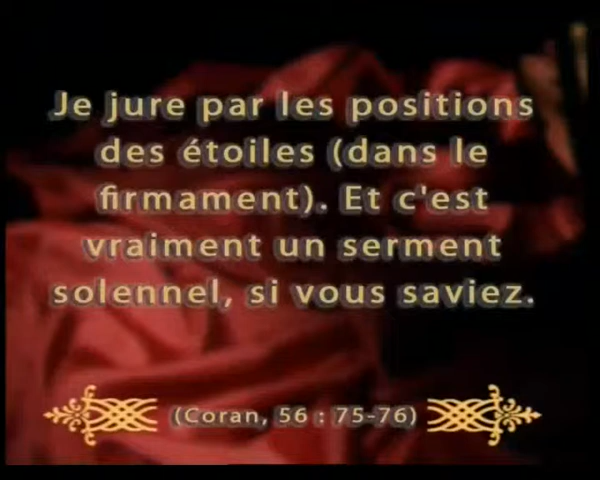 Je jure par les positions
des étoiles (dans le
firmament). Et c'est
vraiment un serment
solennel, si vous saviez.
(Coran, 56 : 75-76)